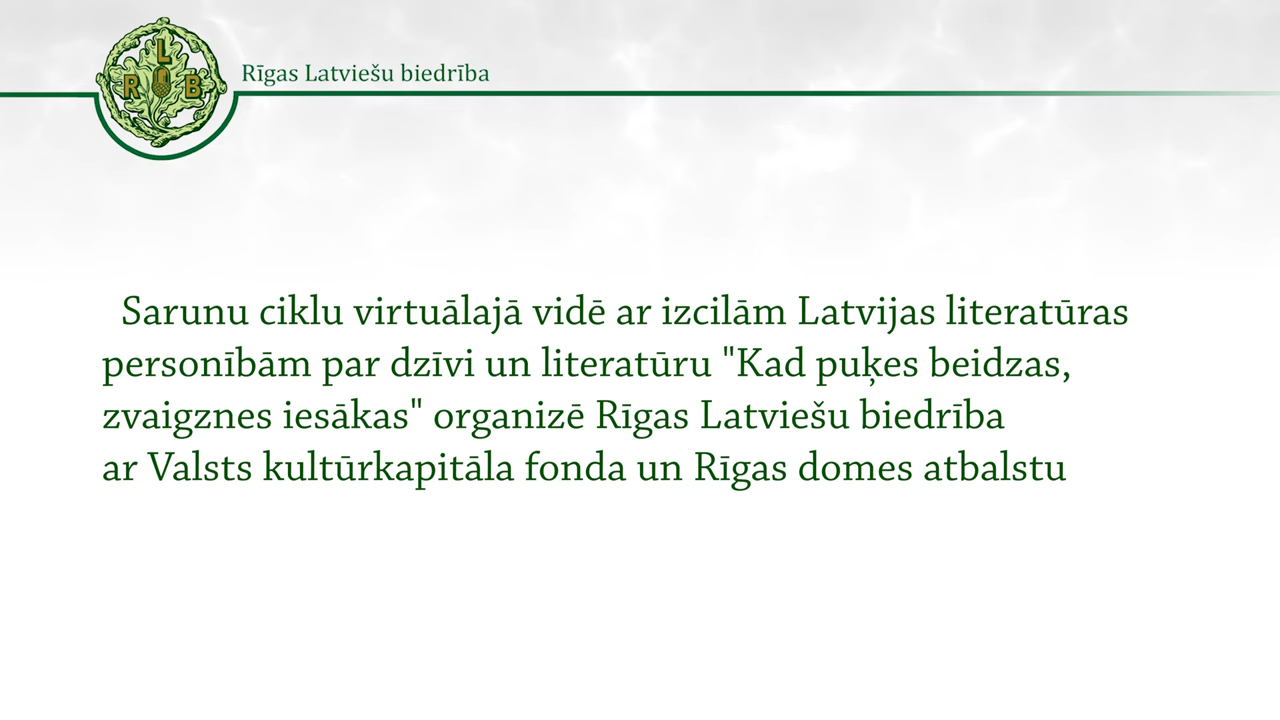 L
R B
Rīgas Latviešu biedrība
Sarunu ciklu virtuālajā vidē ar izcilām Latvijas literatūras
personībām par dzīvi un literatūru "Kad puķes beidzas,
zvaigznes iesākas" organizē Rīgas Latviešu biedrība
ar Valsts kultūrkapitāla fonda un Rīgas domes atbalstu